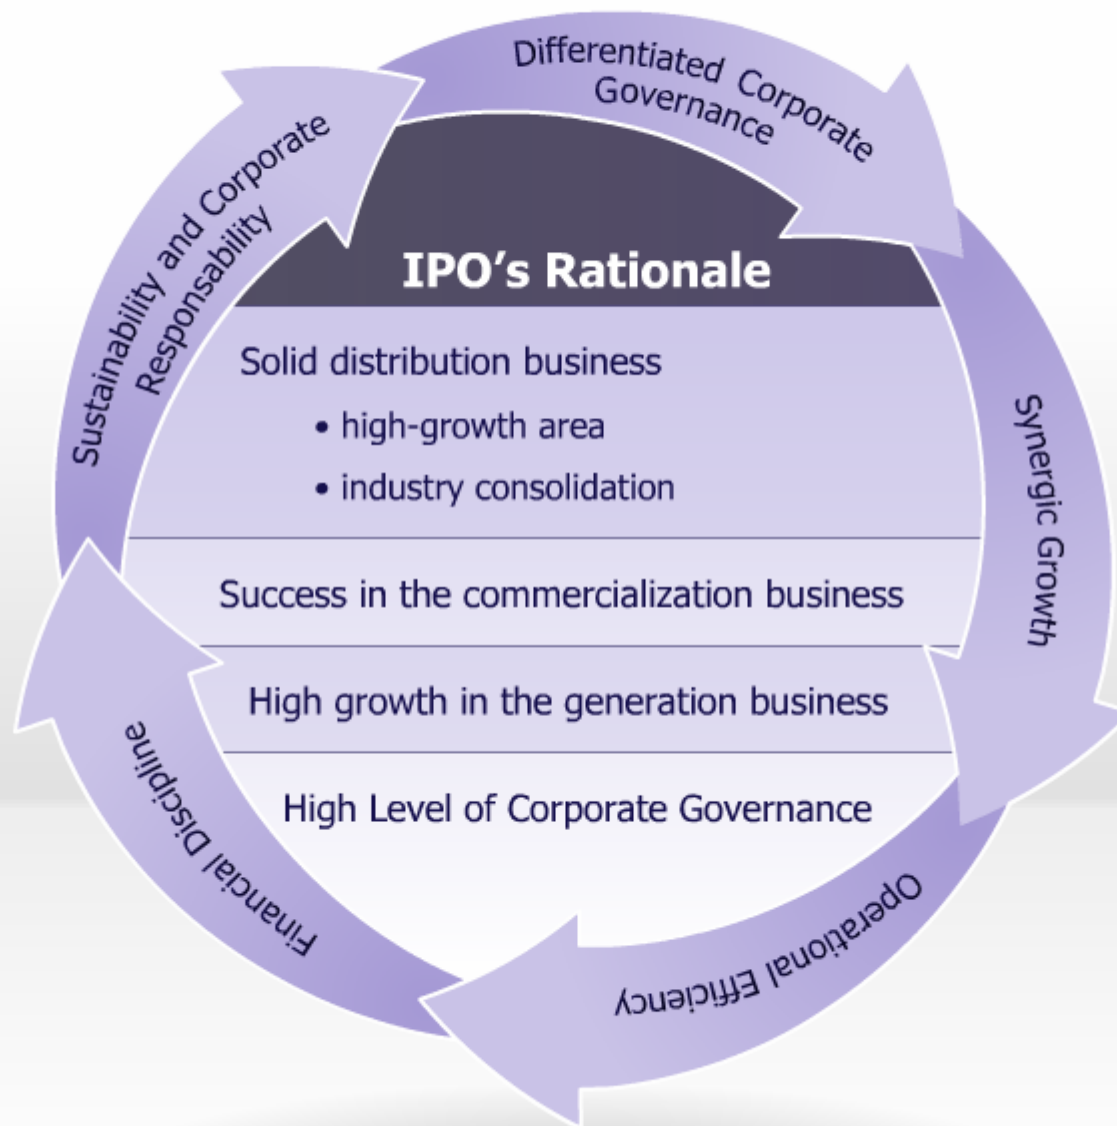 Differentiated Corporate
Governance
Sustainability and Corporate
Responsability
IPO’s Rationale
Solid distribution business
• high-growth area
• industry consolidation
Synergic Growth
Success in the commercialization business
High growth in the generation business
High Level of Corporate Governance
Financial Discipline
Operational Efficiency